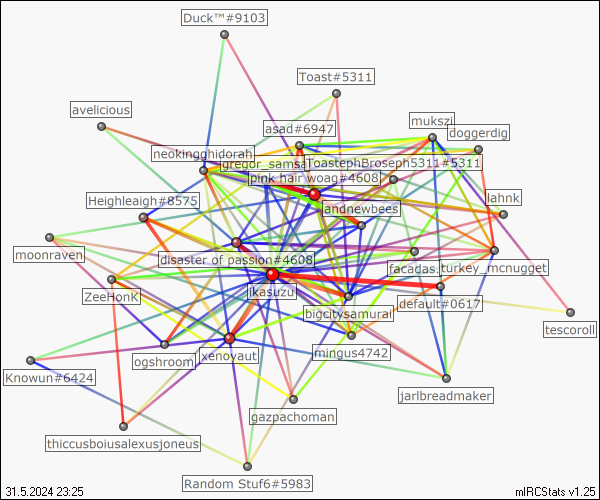 Duck™#9103
Toast#5311
avelicious
asad#6947
mukszi
doggerdig
neokingghidorah
gregor_samsa
ToastephBroseph5311#5311
pink hair woag#4608
Heighleaigh#8575
landnewbees
lahnk
moonraven
disaster of passion#4608
facadas.
turkey_mcnugget
ZeeHonK
ikasuzu
default#0617
bigcitysamurai
tescoroll
ogshroom
xenoyaut
mingus4742
Knowun#6424
jarlbreadmaker
gazpachoman
thiccusboiusalexusjoneus
Random Stuf6#5983
31.5.2024 23:25
mIRCStats v1.25